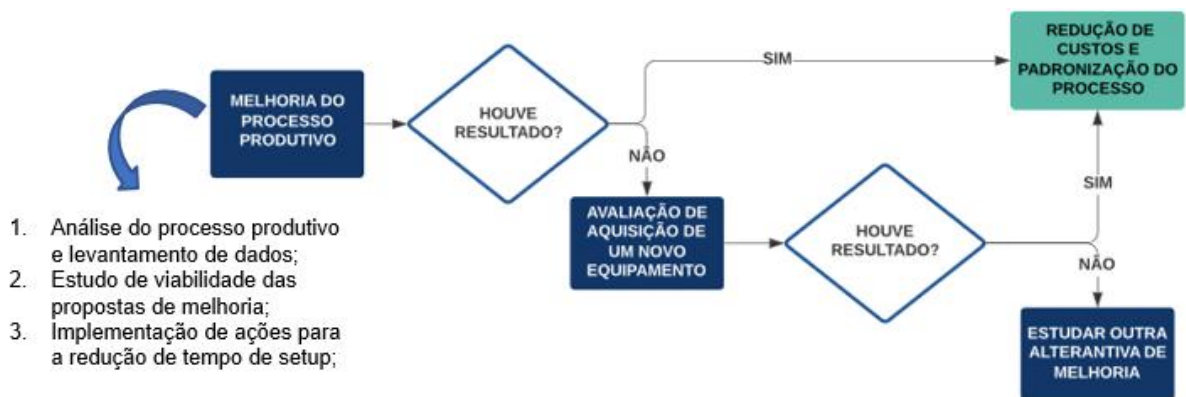 MELHORIA DO
PROCESSO
PRODUTIVO
HOUVE
RESULTADO?
SIM
REDUÇÃO DE
CUSTOS E
PADRONIZAÇÃO DO
PROCESSO
NÃO
AVALIAÇÃO DE
AQUISIÇÃO DE
UM NOVO
EQUIPAMENTO
HOUVE
RESULTADO?
SIM
NÃO
ESTUDAR OUTRA
ALTERANTIVA DE
MELHORIA
1. Análise do processo produtivo
e levantamento de dados;
2. Estudo de viabilidade das
propostas de melhoria;
3. Implementação de ações para
a redução de tempo de setup;